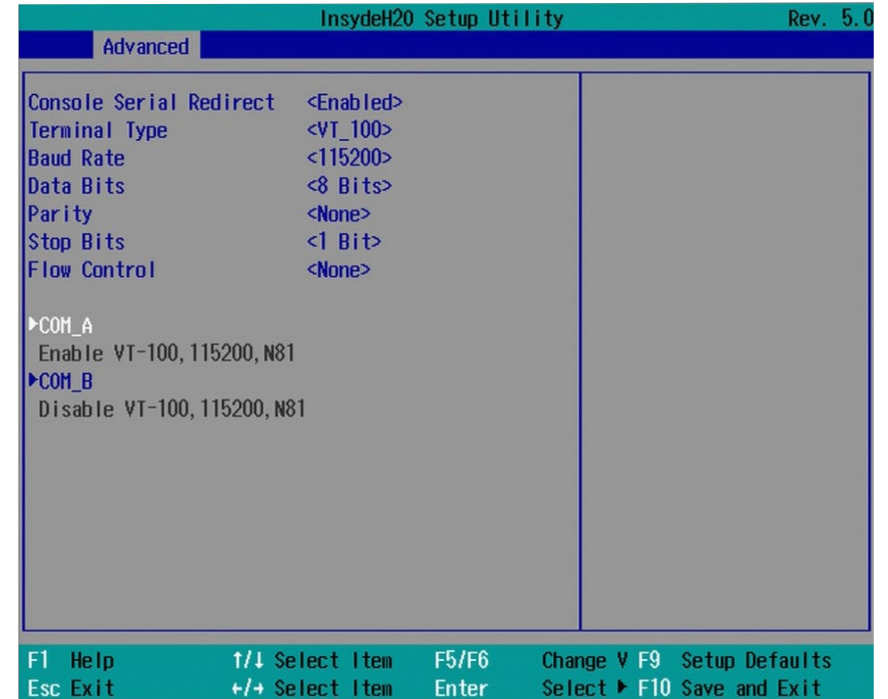 InsydeH20 Setup Utility Rev. 5.0
Advanced
Console Serial Redirect <Enabled>
Terminal Type <VT_100>
Baud Rate <115200>
Data Bits <8 Bits>
Parity <None>
Stop Bits <1 Bit>
Flow Control <None>
▶COM_A
Enable VT-100,115200,N81
▶COM_B
Disable VT-100,115200,N81
F1 Help ↑/↓ Select Item F5/F6 Change V F9 Setup Defaults
Esc Exit ←/→ Select Item Enter Select ▶ F10 Save and Exit